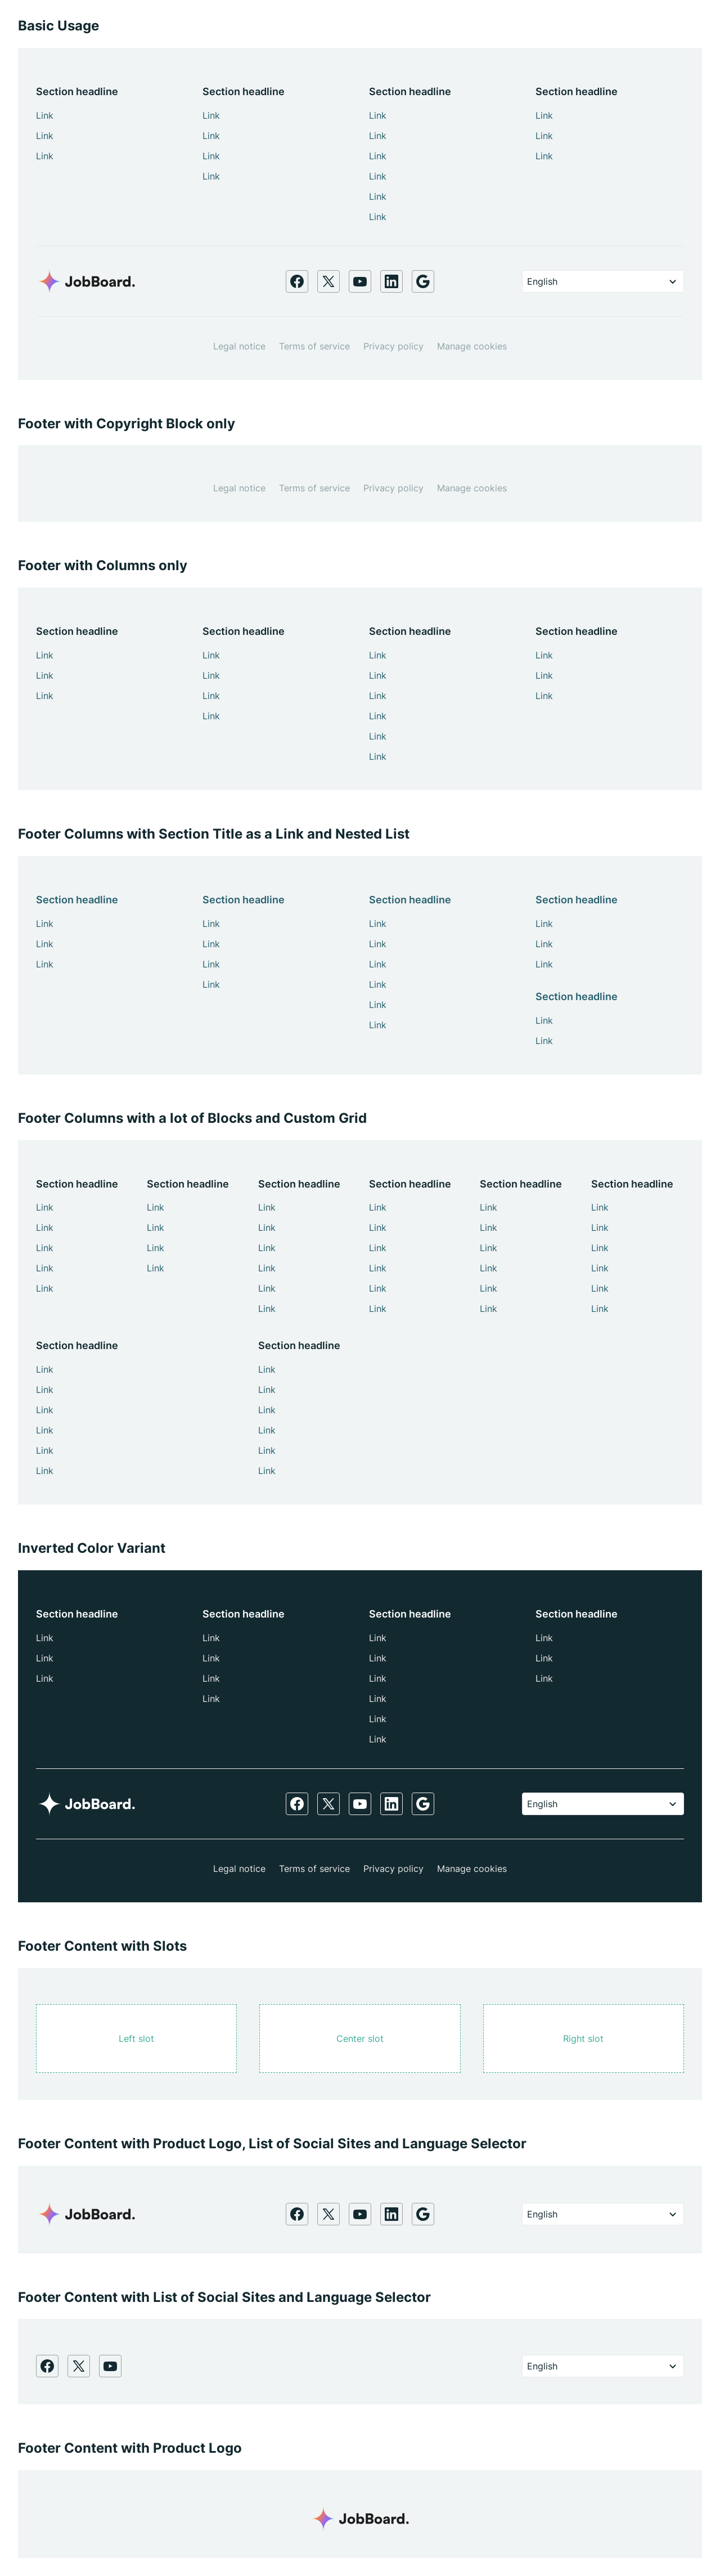 Basic Usage
Section headline Section headline Section headline Section headline
Link Link Link Link
Link Link Link Link
Link Link Link Link
Link Link
Link
Link
JobBoard. English
Legal notice Terms of service Privacy policy Manage cookies
Footer with Copyright Block only
Legal notice Terms of service Privacy policy Manage cookies
Footer with Columns only
Section headline Section headline Section headline Section headline
Link Link Link Link
Link Link Link Link
Link Link Link Link
Link Link
Link
Link
Footer Columns with Section Title as a Link and Nested List
Section headline Section headline Section headline Section headline
Link Link Link Link
Link Link Link Link
Link Link Link Link
Link Link
Section headline
Link
Link Link
Link
Footer Columns with a lot of Blocks and Custom Grid
Section headline Section headline Section headline Section headline Section headline Section headline
Link Link Link Link Link Link
Link Link Link Link Link Link
Link Link Link Link Link Link
Link Link Link Link Link Link
Link Link Link Link Link
Link Link Link Link
Section headline Section headline
Link Link
Link Link
Link Link
Link Link
Link Link
Link Link
Inverted Color Variant
Section headline Section headline Section headline Section headline
Link Link Link Link
Link Link Link Link
Link Link Link Link
Link Link
Link
Link
JobBoard. English
Legal notice Terms of service Privacy policy Manage cookies
Footer Content with Slots
Left slot Center slot Right slot
Footer Content with Product Logo, List of Social Sites and Language Selector
JobBoard. English
Footer Content with List of Social Sites and Language Selector
English
Footer Content with Product Logo
JobBoard.